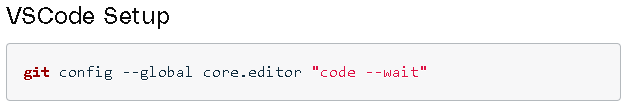 VSCode Setup
git config --global core.editor "code --wait"